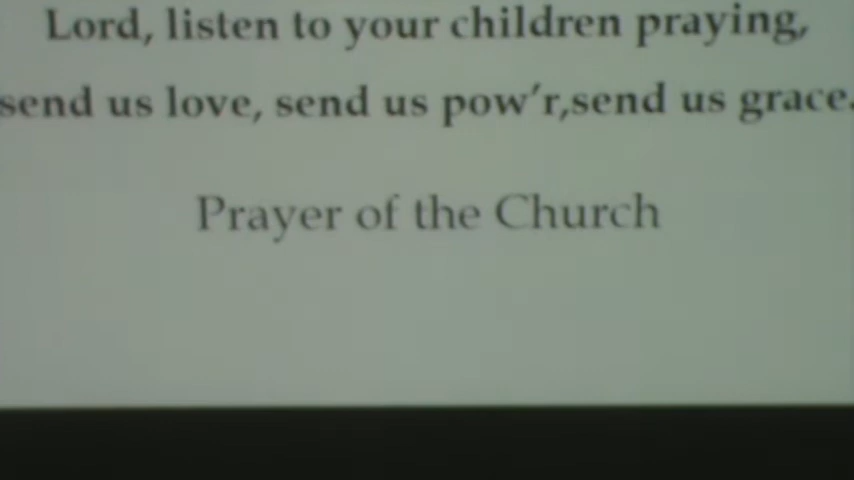 Lord, listen to your children praying,
send us love, send us pow'r,send us grace.
Prayer of the Church